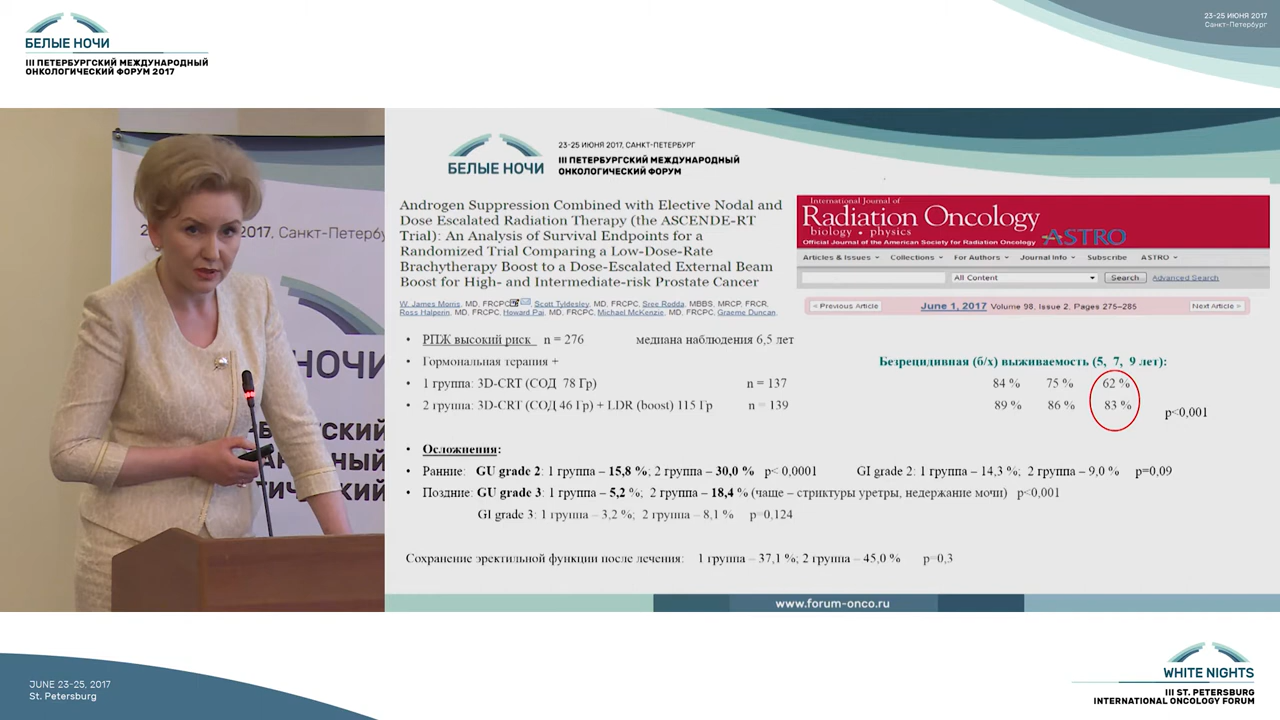 БЕЛЫЕ НОЧИ
III ПЕТЕРБУРГСКИЙ МЕЖДУНАРОДНЫЙ
ОНКОЛОГИЧЕСКИЙ ФОРУМ 2017
23-25 ИЮНЯ 2017
Санкт-Петербург
2017, Санкт-Петербу
НОЧИ
23-25 ИЮНЯ 2017, САНКТ-ПЕТЕРБУРГ
БЕЛЫЕ НОЧИ
III ПЕТЕРБУРГСКИЙ МЕЖДУНАРОДНЫЙ
ОНКОЛОГИЧЕСКИЙ ФОРУМ
Androgen Suppression Combined with Elective Nodal and
Dose Escalated Radiation Therapy (the ASCENDE-RT
Trial): An Analysis of Survival Endpoints for a
Randomized Trial Comparing a Low-Dose-Rate
Brachytherapy Boost to a Dose-Escalated External Beam
Boost for High- and Intermediate-risk Prostate Cancer
W. James Morris, MD, FRCPC, Scott Tyldesley, MD, FRCPC, Sree Rodda, MBBS, MRCP, FRCR,
Ross Halperin, MD, FRCPC, Howard Pai, MD, FRCPC, Michael McKenzie, MD, FRCPC, Graeme Duncan,
International Journal of
Radiation Oncology
biology • physics
Official Journal of the American Society for Radiation Oncology
ASTRO
Articles & Issues Collections For Authors Journal Info Subscribe ASTRO
All Content Search Advanced Search
< Previous Article June 1, 2017 Volume 98, Issue 2, Pages 275–285 Next Article >
• РПЖ высокий риск n = 276 медиана наблюдения 6,5 лет
• Гормональная терапия +
• 1 группа: 3D-CRT (СОД 78 Гр) n = 137
• 2 группа: 3D-CRT (СОД 46 Гр) + LDR (boost) 115 Гр n = 139
Безрецидивная (б/х) выживаемость (5, 7, 9 лет):
84 % 75 % 62 %
89 % 86 % 83 %
p<0,001
• Осложнения:
• Ранние: GU grade 2: 1 группа – 15,8 %; 2 группа – 30,0 % p< 0,0001 GI grade 2: 1 группа – 14,3 %; 2 группа – 9,0 % p=0,09
• Поздние: GU grade 3: 1 группа – 5,2 %; 2 группа – 18,4 % (чаще – стриктуры уретры, недержание мочи) p<0,001
GI grade 3: 1 группа – 3,2 %; 2 группа – 8,1 % p=0,124
Сохранение эректильной функции после лечения: 1 группа – 37,1 %; 2 группа – 45,0 % p=0,3
www.forum-onco.ru
JUNE 23-25, 2017
St. Petersburg
WHITE NIGHTS
III ST. PETERSBURG
INTERNATIONAL ONCOLOGY FORUM